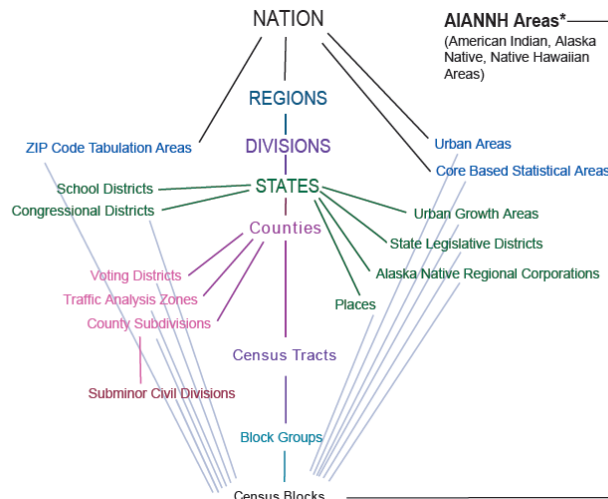 NATION
AIANNH Areas*
(American Indian, Alaska
Native, Native Hawaiian
Areas)
REGIONS
ZIP Code Tabulation Areas
DIVISIONS
Urban Areas
Core Based Statistical Areas
School Districts
STATES
Congressional Districts
Urban Growth Areas
Counties
State Legislative Districts
Voting Districts
Alaska Native Regional Corporations
Traffic Analysis Zones
Places
County Subdivisions
Census Tracts
Subminor Civil Divisions
Block Groups
Census Blocks